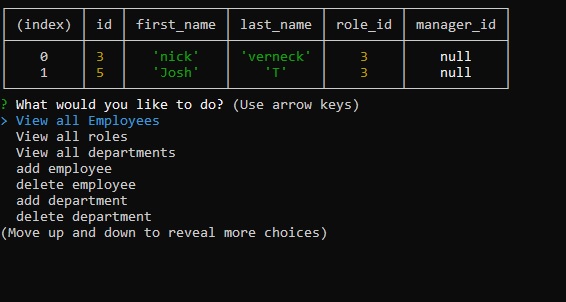 (index) id first_name last_name role_id manager_id
0 3 'nick' 'verneck' 3 null
1 5 'Josh' 'T' 3 null
? What would you like to do? (Use arrow keys)
> View all Employees
View all roles
View all departments
add employee
delete employee
add department
delete department
(Move up and down to reveal more choices)